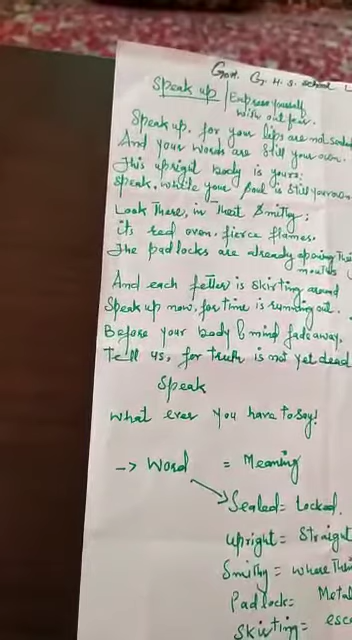 Govt. G. H. S. School
Speak up / Express yourself
with out fear.
Speak up, for your lips are not sealed
And your words are still your own.
This upright body is yours:
Speak, while your soul is still your own
Look there, in that smithy;
its red oven, fierce flames.
The pad locks are already opening their
mouths
And each fetter is skirting around
Speak up now, for time is running out.
Before your body & mind fade away.
tell us, for truth is not yet dead
Speak
What ever you have to say!
-> Word = Meaning
Sealed = Locked.
upright = Straight
Smithy = where
Padlock = Metal
Skirting =